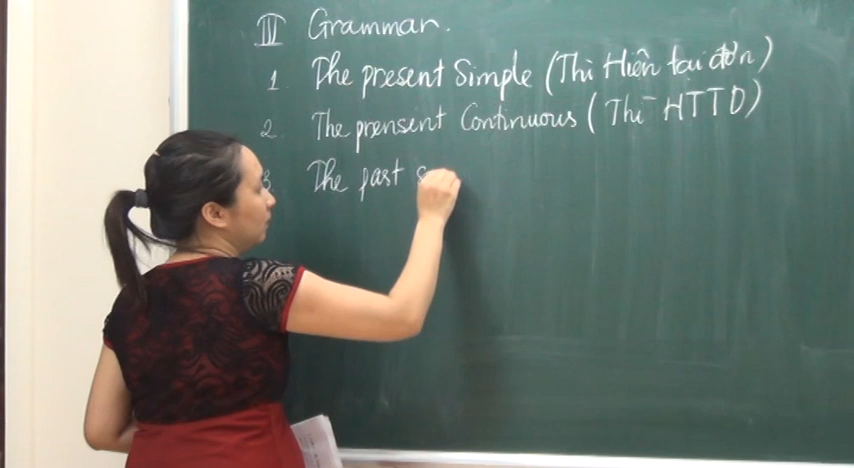 III Grammar.
1. The present Simple (Thì Hiện tại đơn)
2. The prensent Continuous (Thì HTTD)
3 The past s